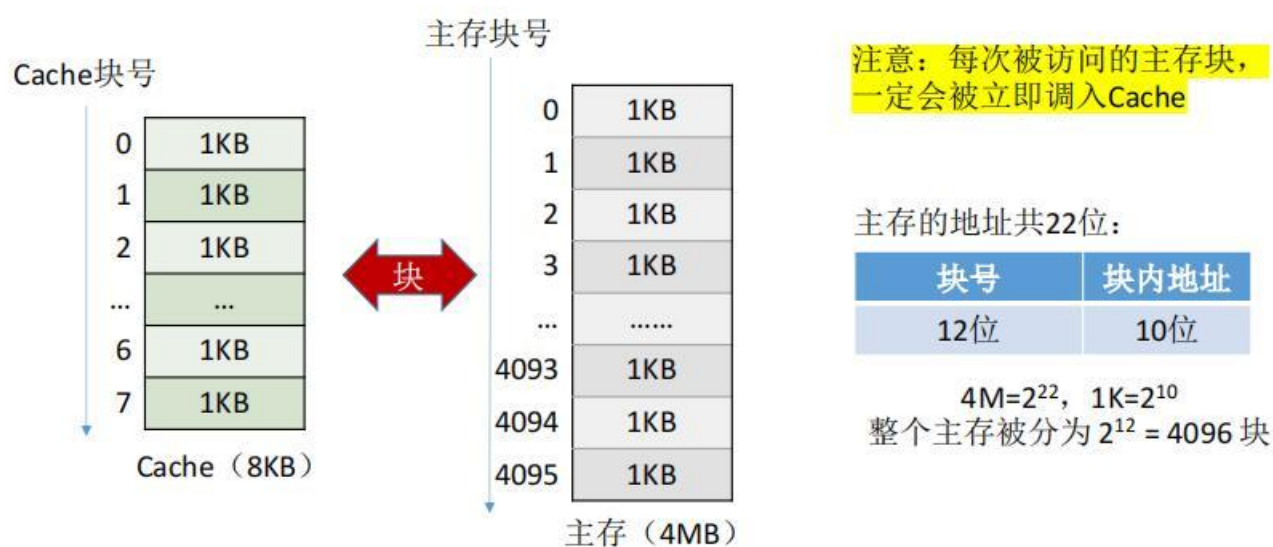 Cache块号
0 1KB
1 1KB
2 1KB
... ...
6 1KB
7 1KB
Cache（8KB）
块
主存块号
0 1KB
1 1KB
2 1KB
3 1KB
... ......
4093 1KB
4094 1KB
4095 1KB
主存（4MB）
注意：每次被访问的主存块，
一定会被立即调入Cache
主存的地址共22位：
块号 块内地址
12位 10位
4M=2²²，1K=2¹⁰
整个主存被分为 2¹² = 4096 块